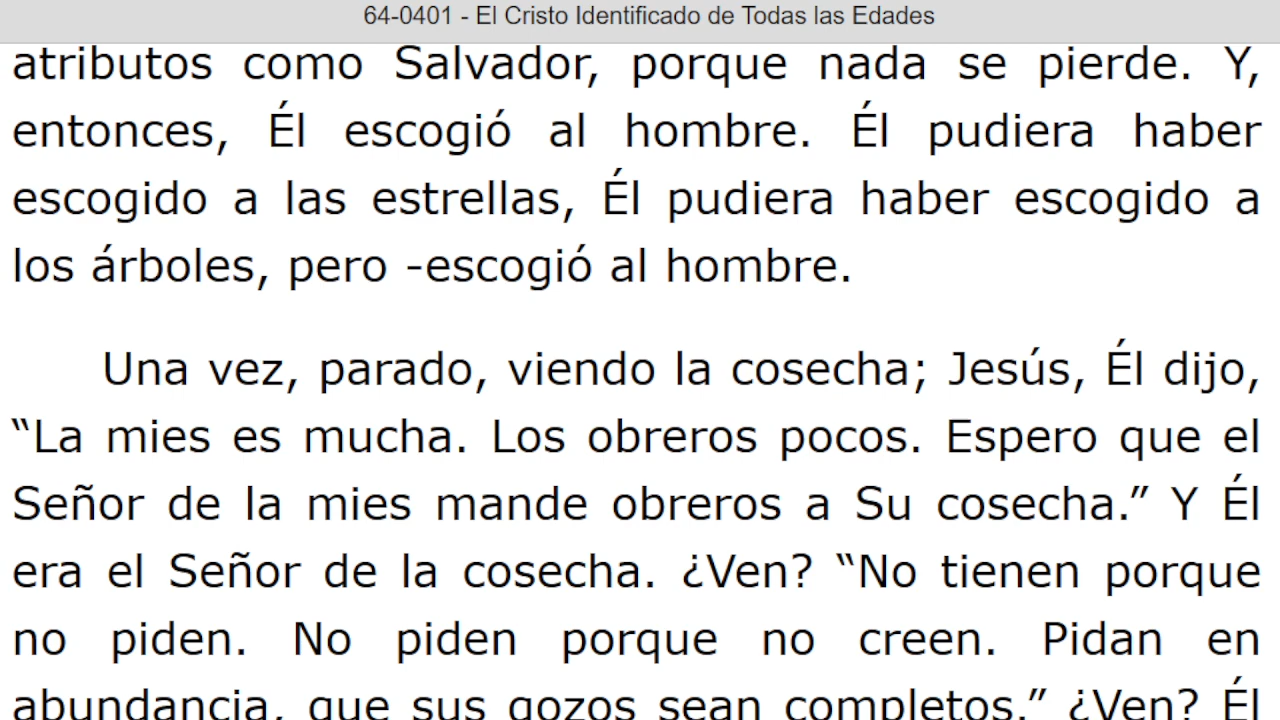 64-0401 - El Cristo Identificado de Todas las Edades
atributos como Salvador, porque nada se pierde. Y,
entonces, Él escogió al hombre. Él pudiera haber
escogido a las estrellas, Él pudiera haber escogido a
los árboles, pero -escogió al hombre.
Una vez, parado, viendo la cosecha; Jesús, Él dijo,
“La mies es mucha. Los obreros pocos. Espero que el
Señor de la mies mande obreros a Su cosecha.” Y Él
era el Señor de la cosecha. ¿Ven? “No tienen porque
no piden. No piden porque no creen. Pidan en
abundancia, que sus gozos sean completos.” ¿Ven? Él